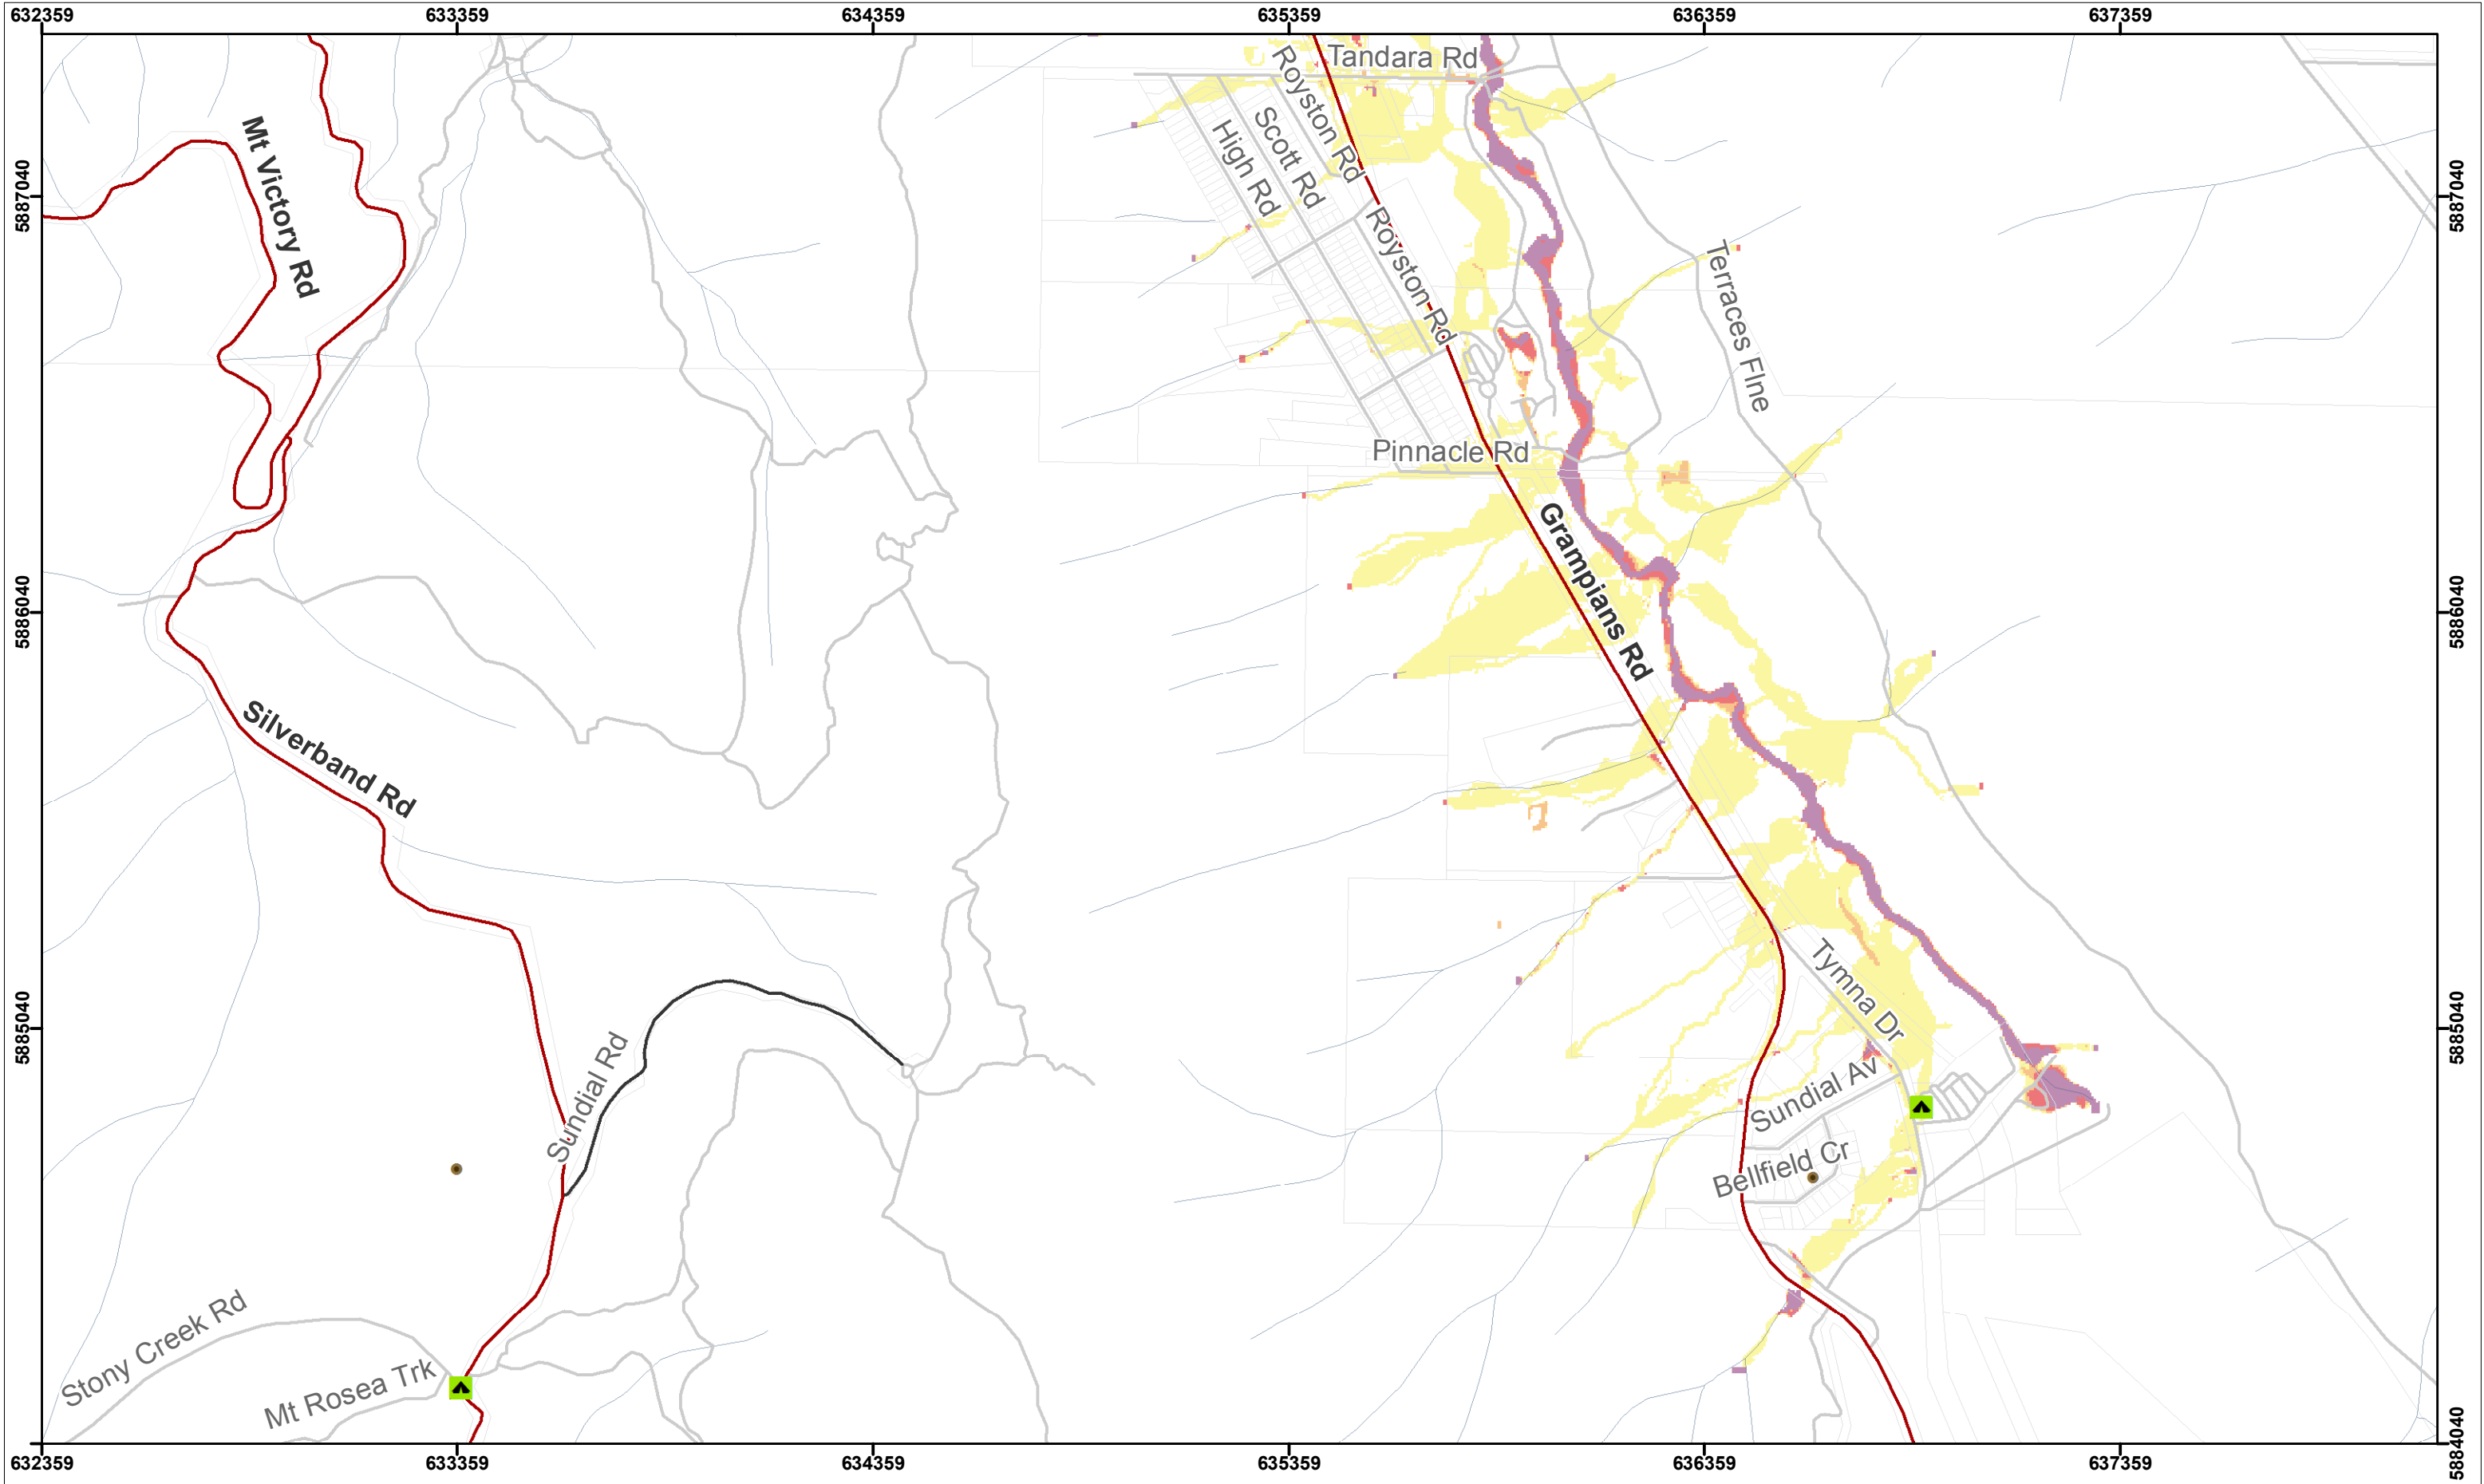 632359
633359
634359
635359
636359
637359
Tandara Rd
Royston Rd
Scott Rd
High Rd
Mt Victory Rd
5887040
5887040
Royston Rd
Terraces Flne
Pinnacle Rd
Grampians Rd
5886040
5886040
Silverband Rd
Tymna Dr
5885040
5885040
Sundial Rd
Sundial Av
Bellfield Cr
Stony Creek Rd
Mt Rosea Trk
5884040
632359
633359
634359
635359
636359
637359